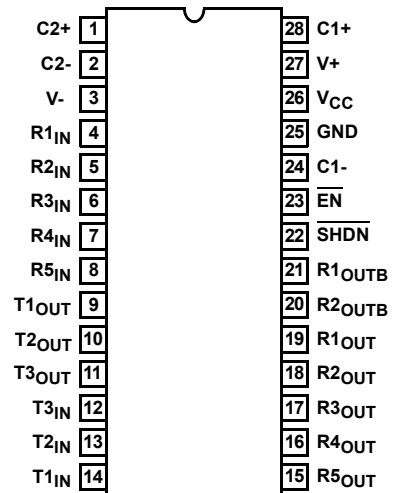 C2+ 1 28 C1+
C2- 2 27 V+
V- 3 26 VCC
R1IN 4 25 GND
R2IN 5 24 C1-
R3IN 6 23 EN
R4IN 7 22 SHDN
R5IN 8 21 R1OUTB
T1OUT 9 20 R2OUTB
T2OUT 10 19 R1OUT
T3OUT 11 18 R2OUT
T3IN 12 17 R3OUT
T2IN 13 16 R4OUT
T1IN 14 15 R5OUT